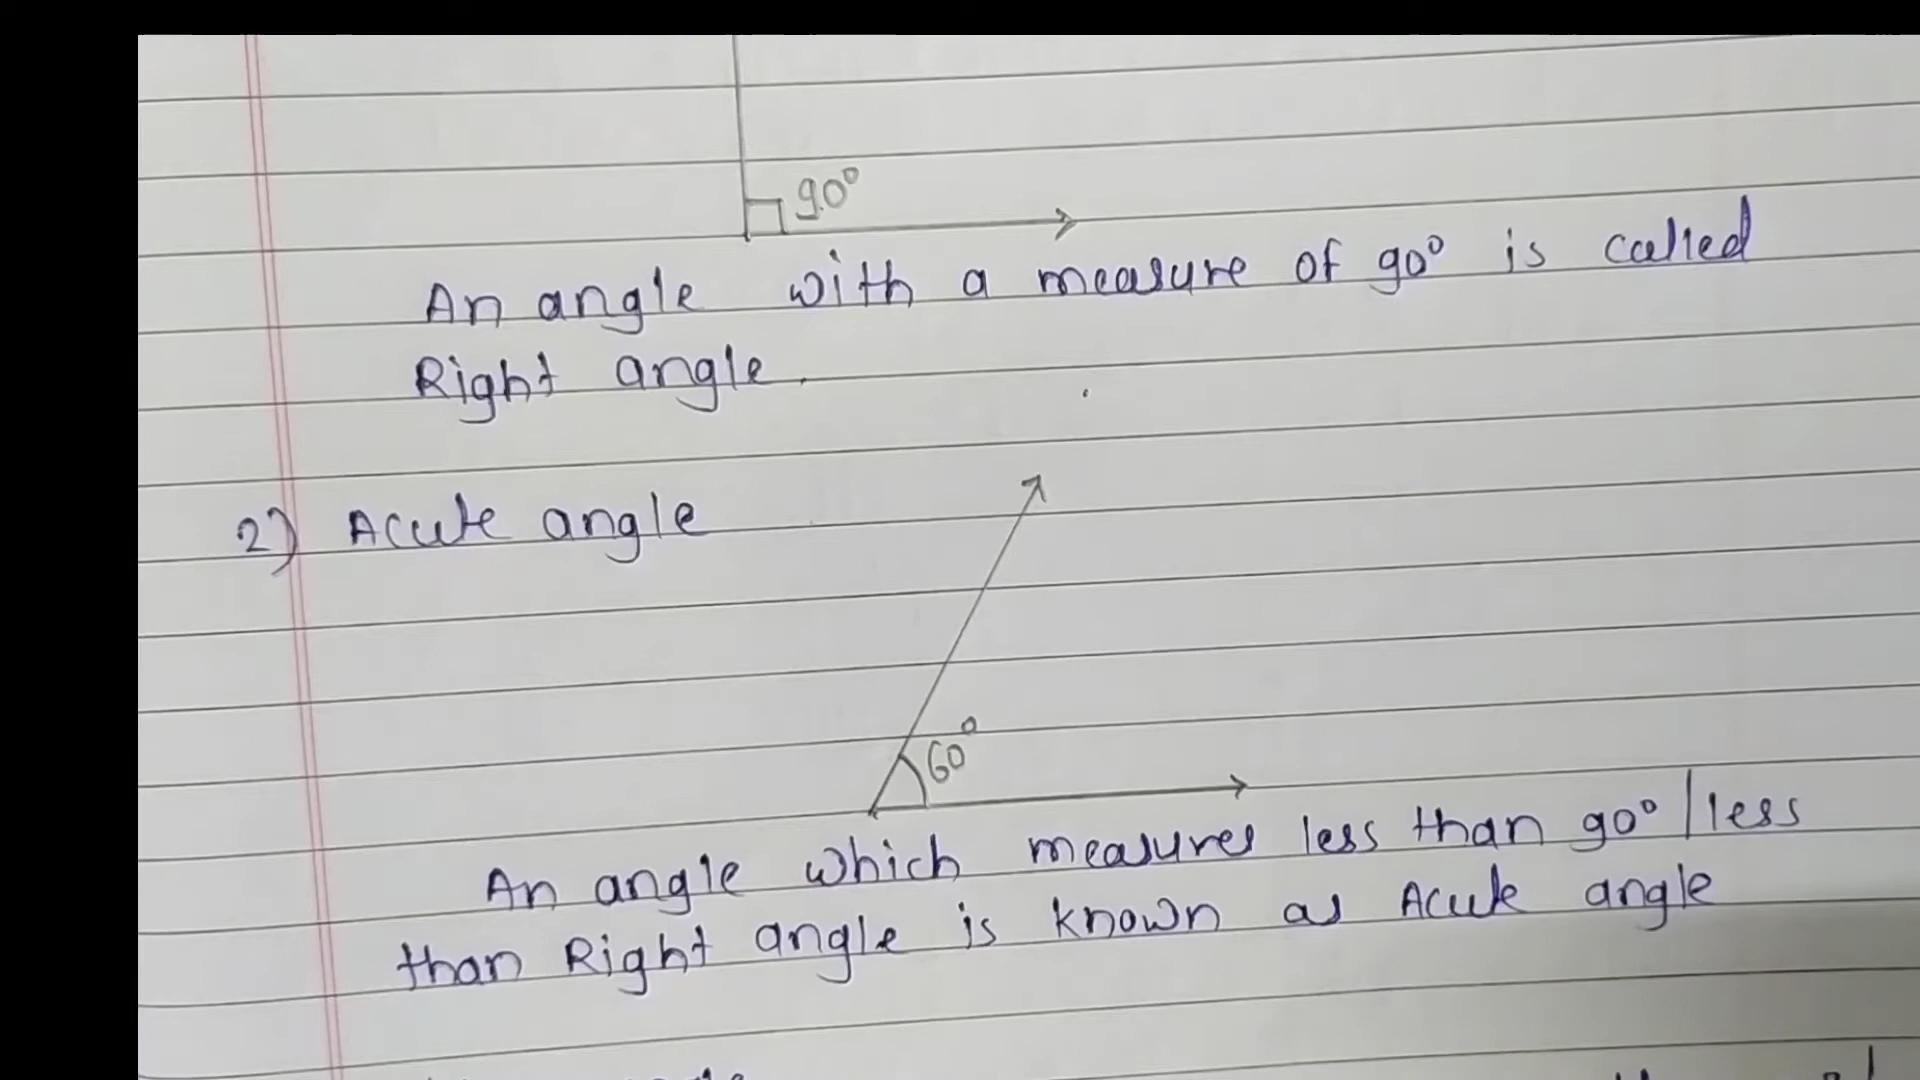 90°
An angle with a measure of 90° is called
Right angle.
2) Acute angle
60°
An angle which measures less than 90° / less
than Right angle is known as Acute angle